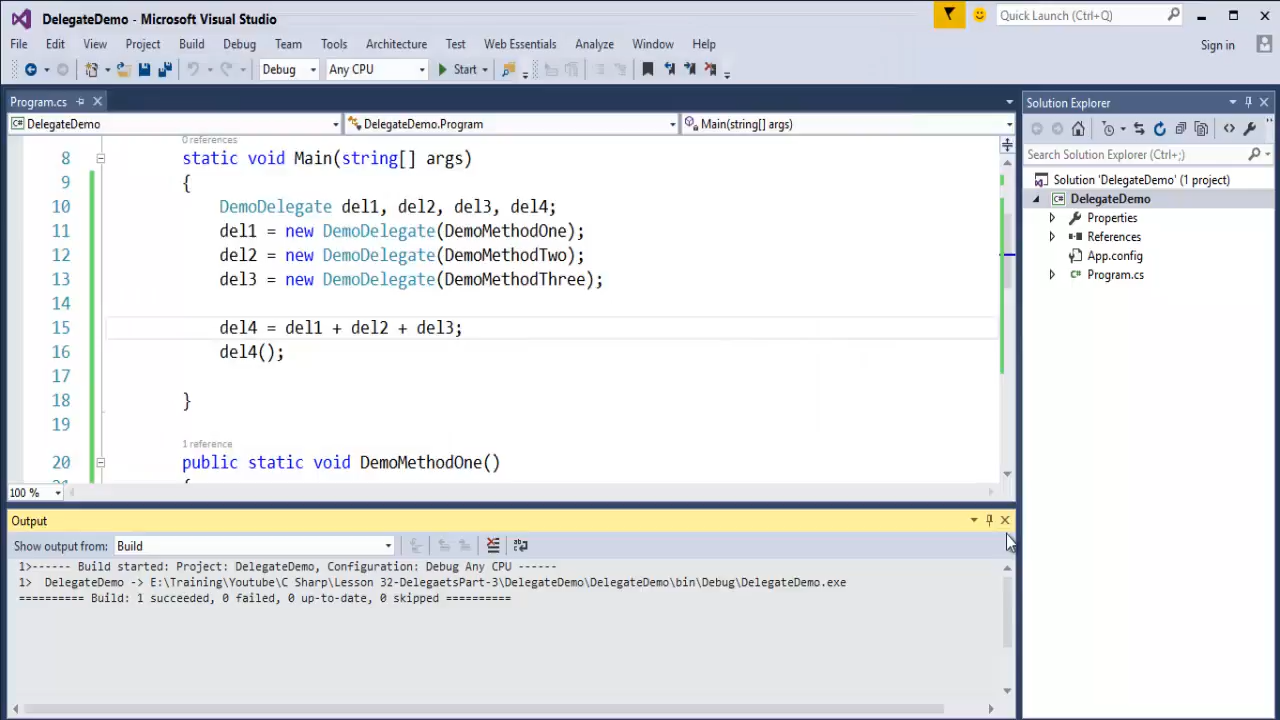 DelegateDemo - Microsoft Visual Studio
Quick Launch (Ctrl+Q)
File Edit View Project Build Debug Team Tools Architecture Test Web Essentials Analyze Window Help
Sign in
Debug Any CPU Start
Program.cs
Solution Explorer
DelegateDemo DelegateDemo.Program Main(string[] args)
Search Solution Explorer (Ctrl+;)
Solution 'DelegateDemo' (1 project)
DelegateDemo
Properties
References
App.config
Program.cs
0 references
8 static void Main(string[] args)
9 {
10 DemoDelegate del1, del2, del3, del4;
11 del1 = new DemoDelegate(DemoMethodOne);
12 del2 = new DemoDelegate(DemoMethodTwo);
13 del3 = new DemoDelegate(DemoMethodThree);
14
15 del4 = del1 + del2 + del3;
16 del4();
17
18 }
19
1 reference
20 public static void DemoMethodOne()
21 {
100 %
Output
Show output from: Build
1>------ Build started: Project: DelegateDemo, Configuration: Debug Any CPU ------
1> DelegateDemo -> E:\Training\Youtube\C Sharp\Lesson 32-DelegaetsPart-3\DelegateDemo\DelegateDemo\bin\Debug\DelegateDemo.exe
========== Build: 1 succeeded, 0 failed, 0 up-to-date, 0 skipped ==========